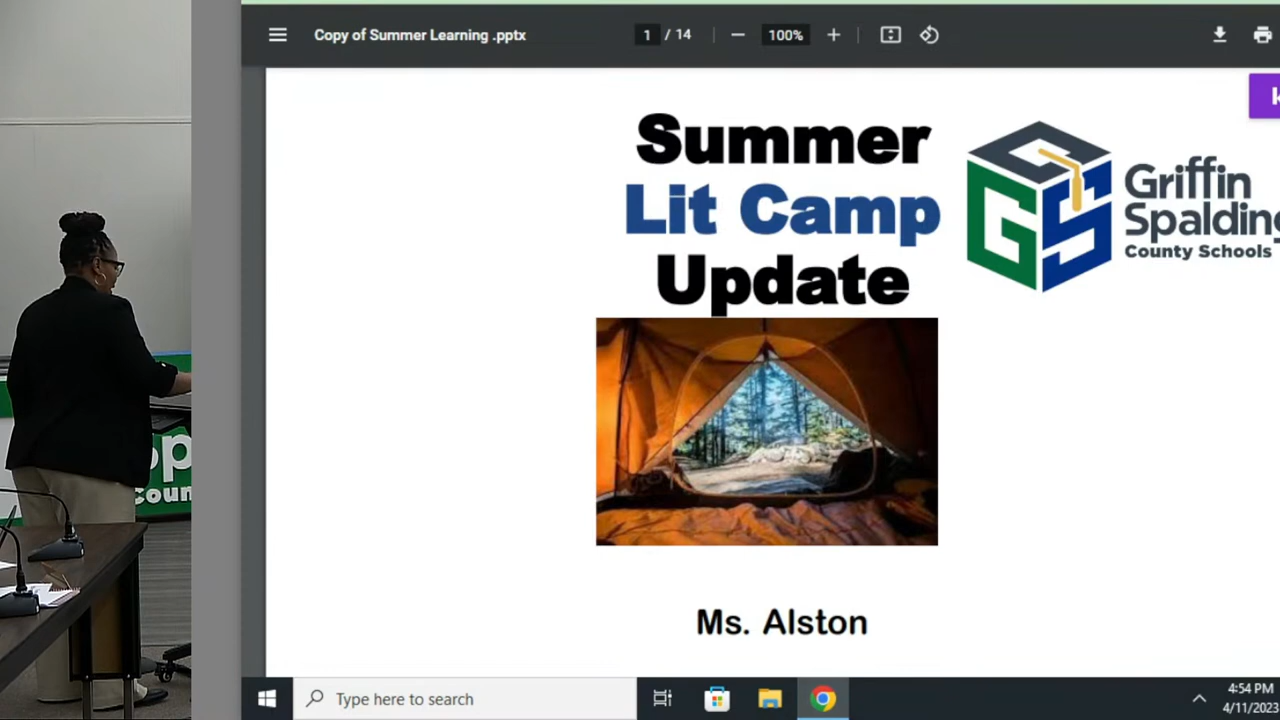 Copy of Summer Learning .pptx
1 / 14
100%
Summer
Lit Camp
Update
GCS
Griffin
Spalding
County Schools
Ms. Alston
Type here to search
4:54 PM
4/11/2023